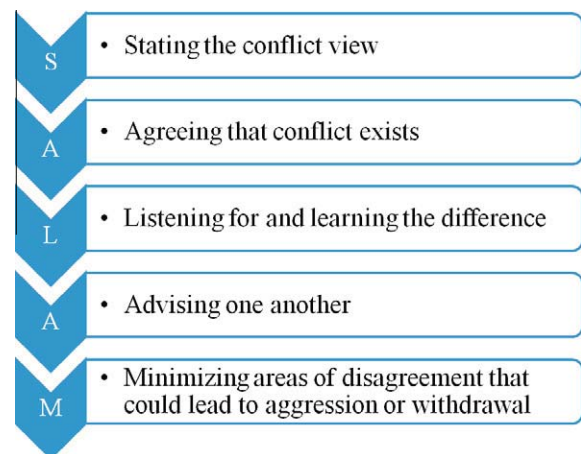 S
• Stating the conflict view
A
• Agreeing that conflict exists
L
• Listening for and learning the difference
A
• Advising one another
M
• Minimizing areas of disagreement that
could lead to aggression or withdrawal